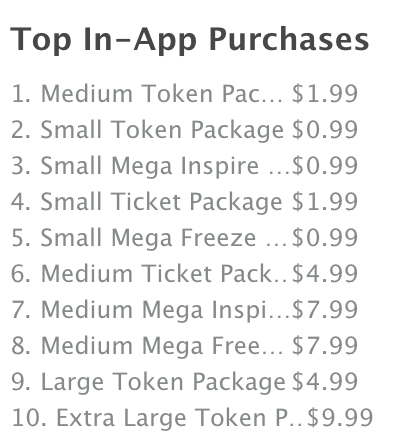 Top In-App Purchases
1. Medium Token Pac... $1.99
2. Small Token Package $0.99
3. Small Mega Inspire ...$0.99
4. Small Ticket Package $1.99
5. Small Mega Freeze ...$0.99
6. Medium Ticket Pack..$4.99
7. Medium Mega Inspi...$7.99
8. Medium Mega Free... $7.99
9. Large Token Package $4.99
10. Extra Large Token P..$9.99